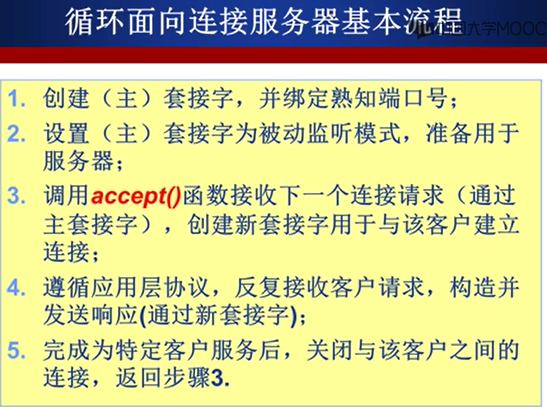 循环面向连接服务器基本流程
中国大学MOOC
1. 创建（主）套接字，并绑定熟知端口号；
2. 设置（主）套接字为被动监听模式，准备用于
服务器；
3. 调用accept()函数接收下一个连接请求（通过
主套接字），创建新套接字用于与该客户建立
连接；
4. 遵循应用层协议，反复接收客户请求，构造并
发送响应(通过新套接字)；
5. 完成为特定客户服务后，关闭与该客户之间的
连接，返回步骤3.